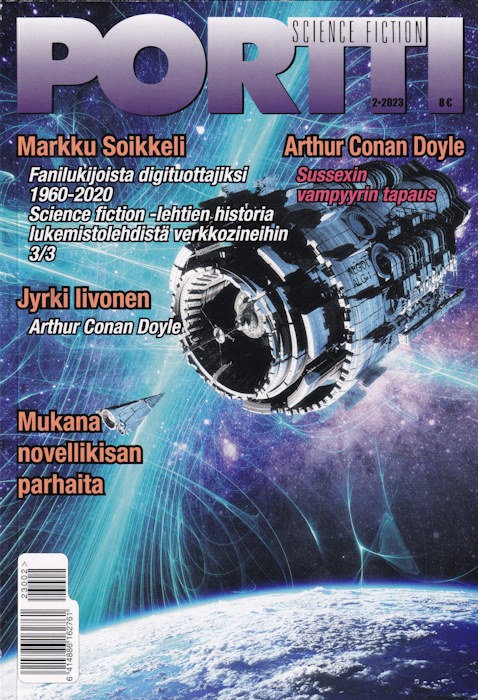 PORTTI
SCIENCE FICTION
2•2023
8 €
Markku Soikkeli
Fanilukijoista digituottajiksi
1960-2020
Science fiction -lehtien historia
lukemistolehdistä verkkozineihin
3/3
Arthur Conan Doyle
Sussexin
vampyyrin tapaus
Jyrki Iivonen
Arthur Conan Doyle
Mukana
novellikisan
parhaita
23002>
6 414886 162761